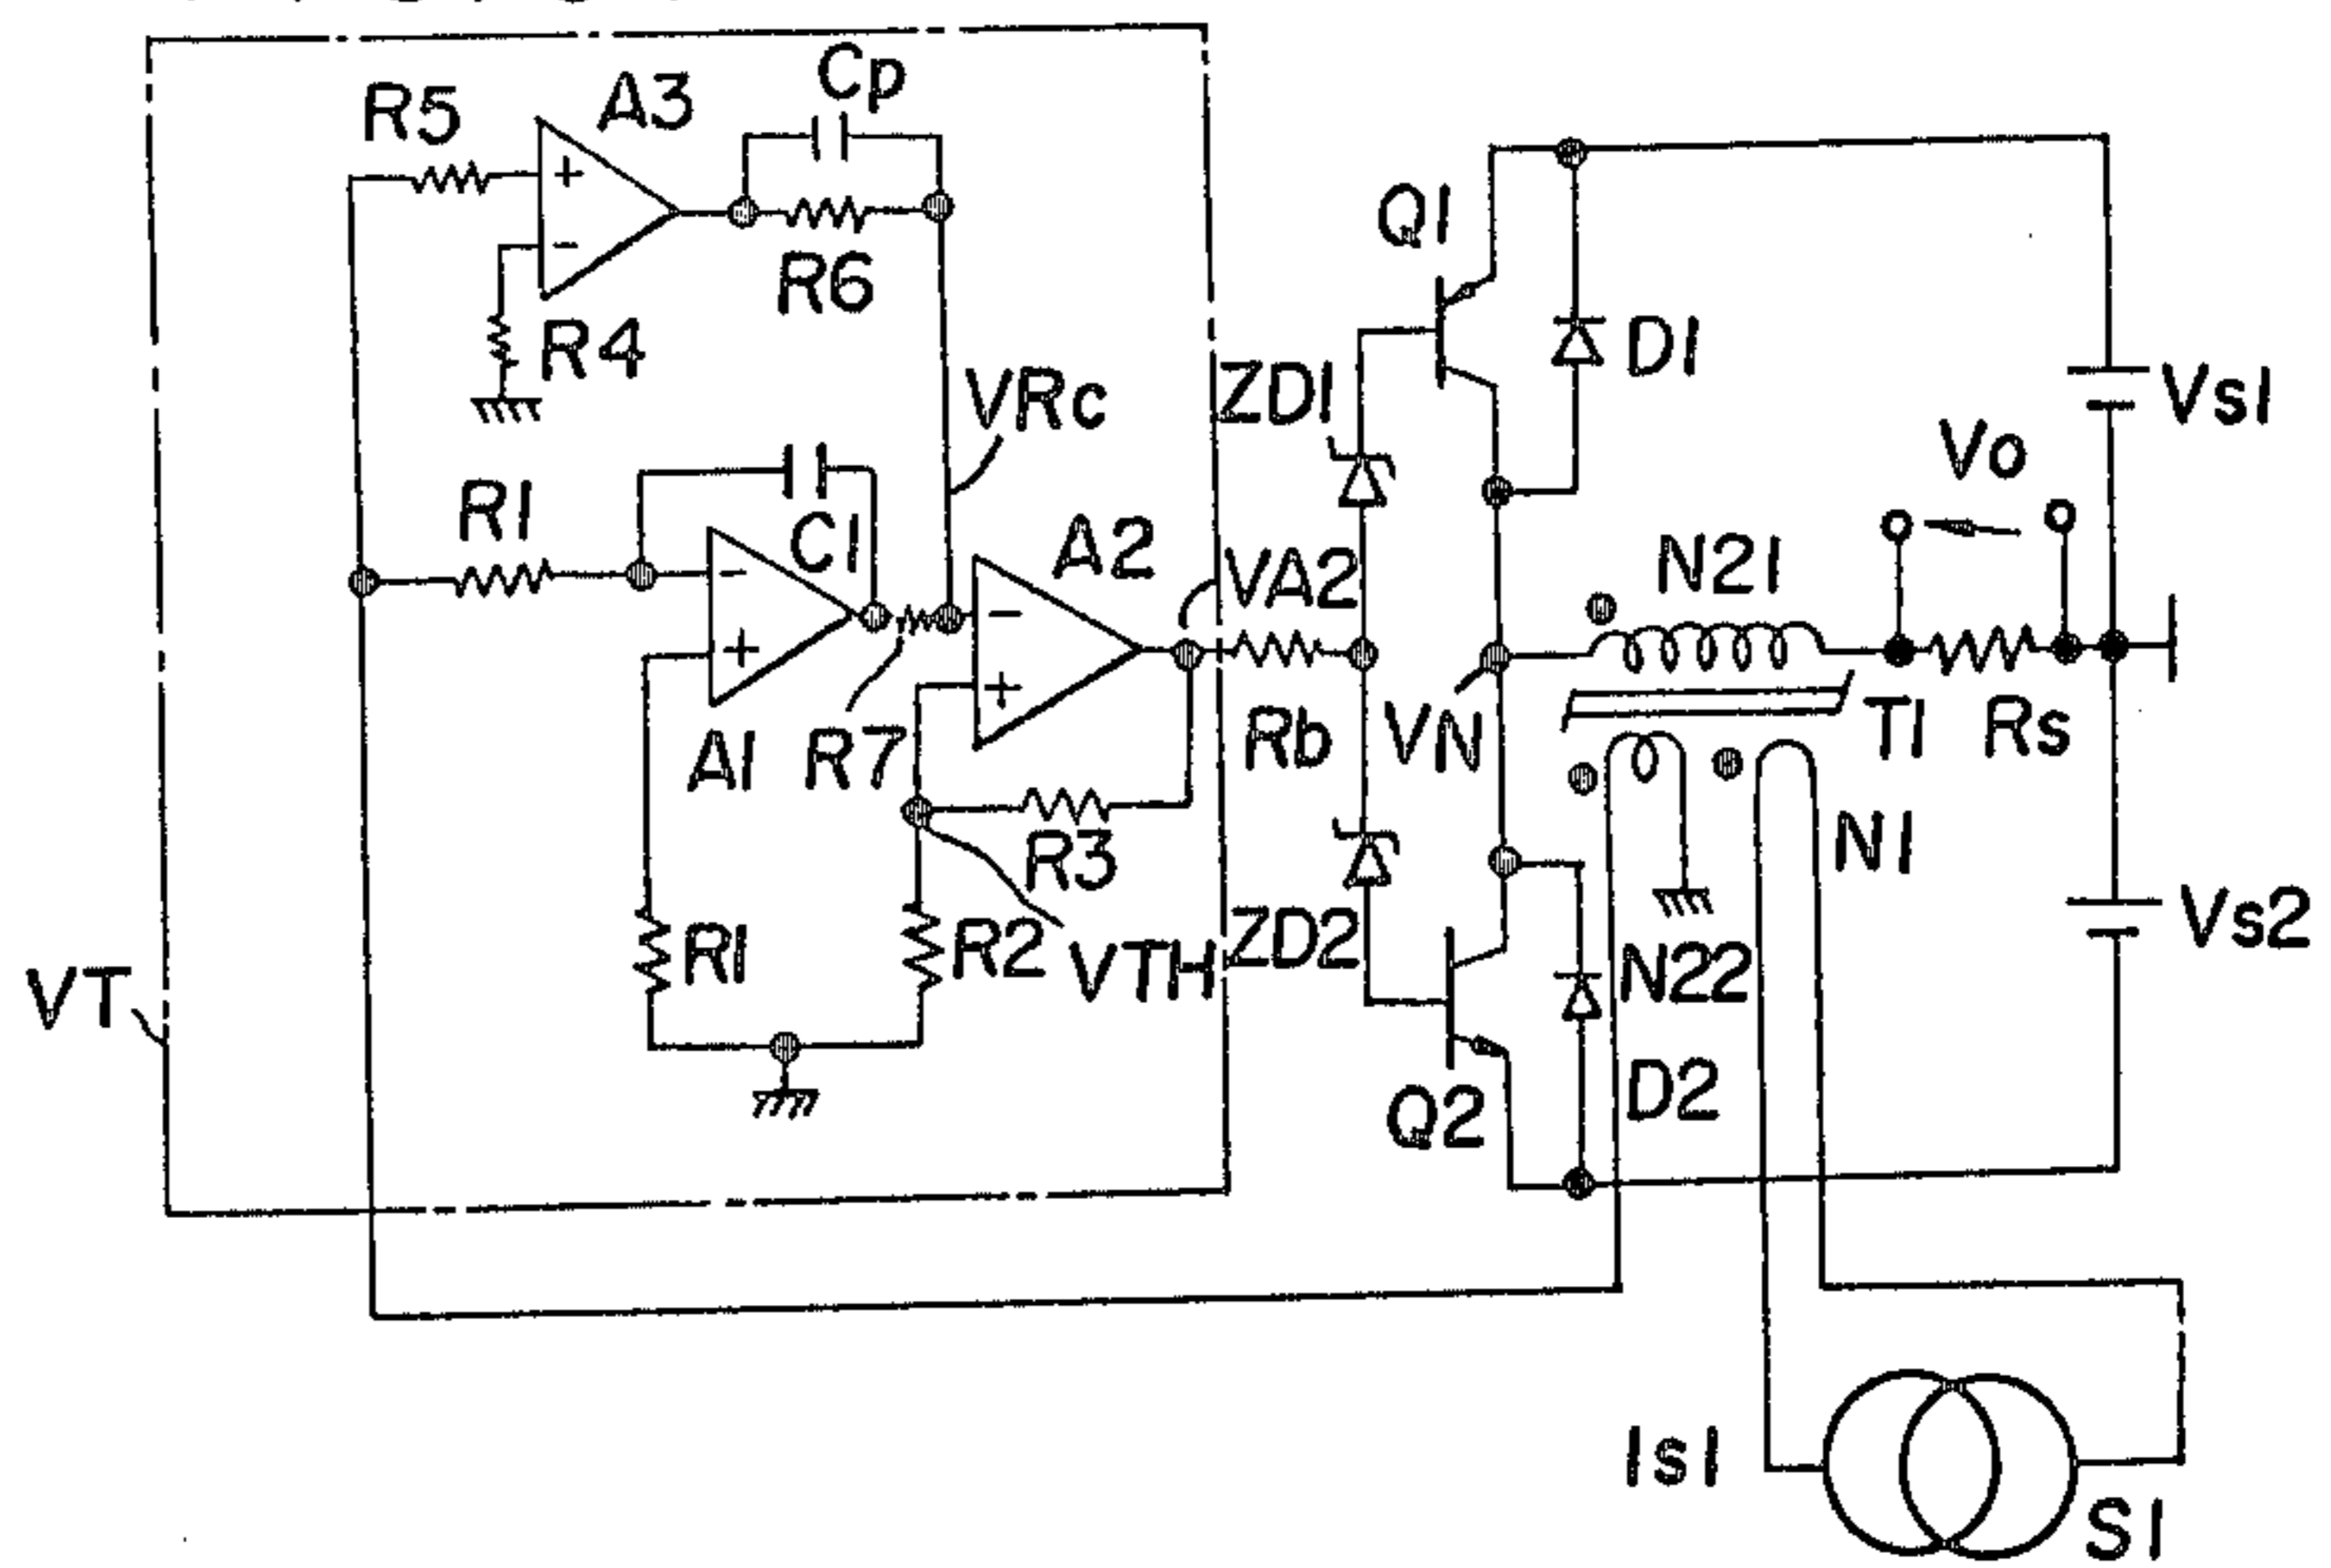 Cp
A3
R5
Q1
R6
R4
D1
VRc
ZD1
Vs1
Vo
R1
C1
A2
VA2
N21
A1
R7
Rb
VN
T1
Rs
R3
N1
R1
R2
VTH
ZD2
N22
Vs2
VT
D2
Q2
Is1
S1